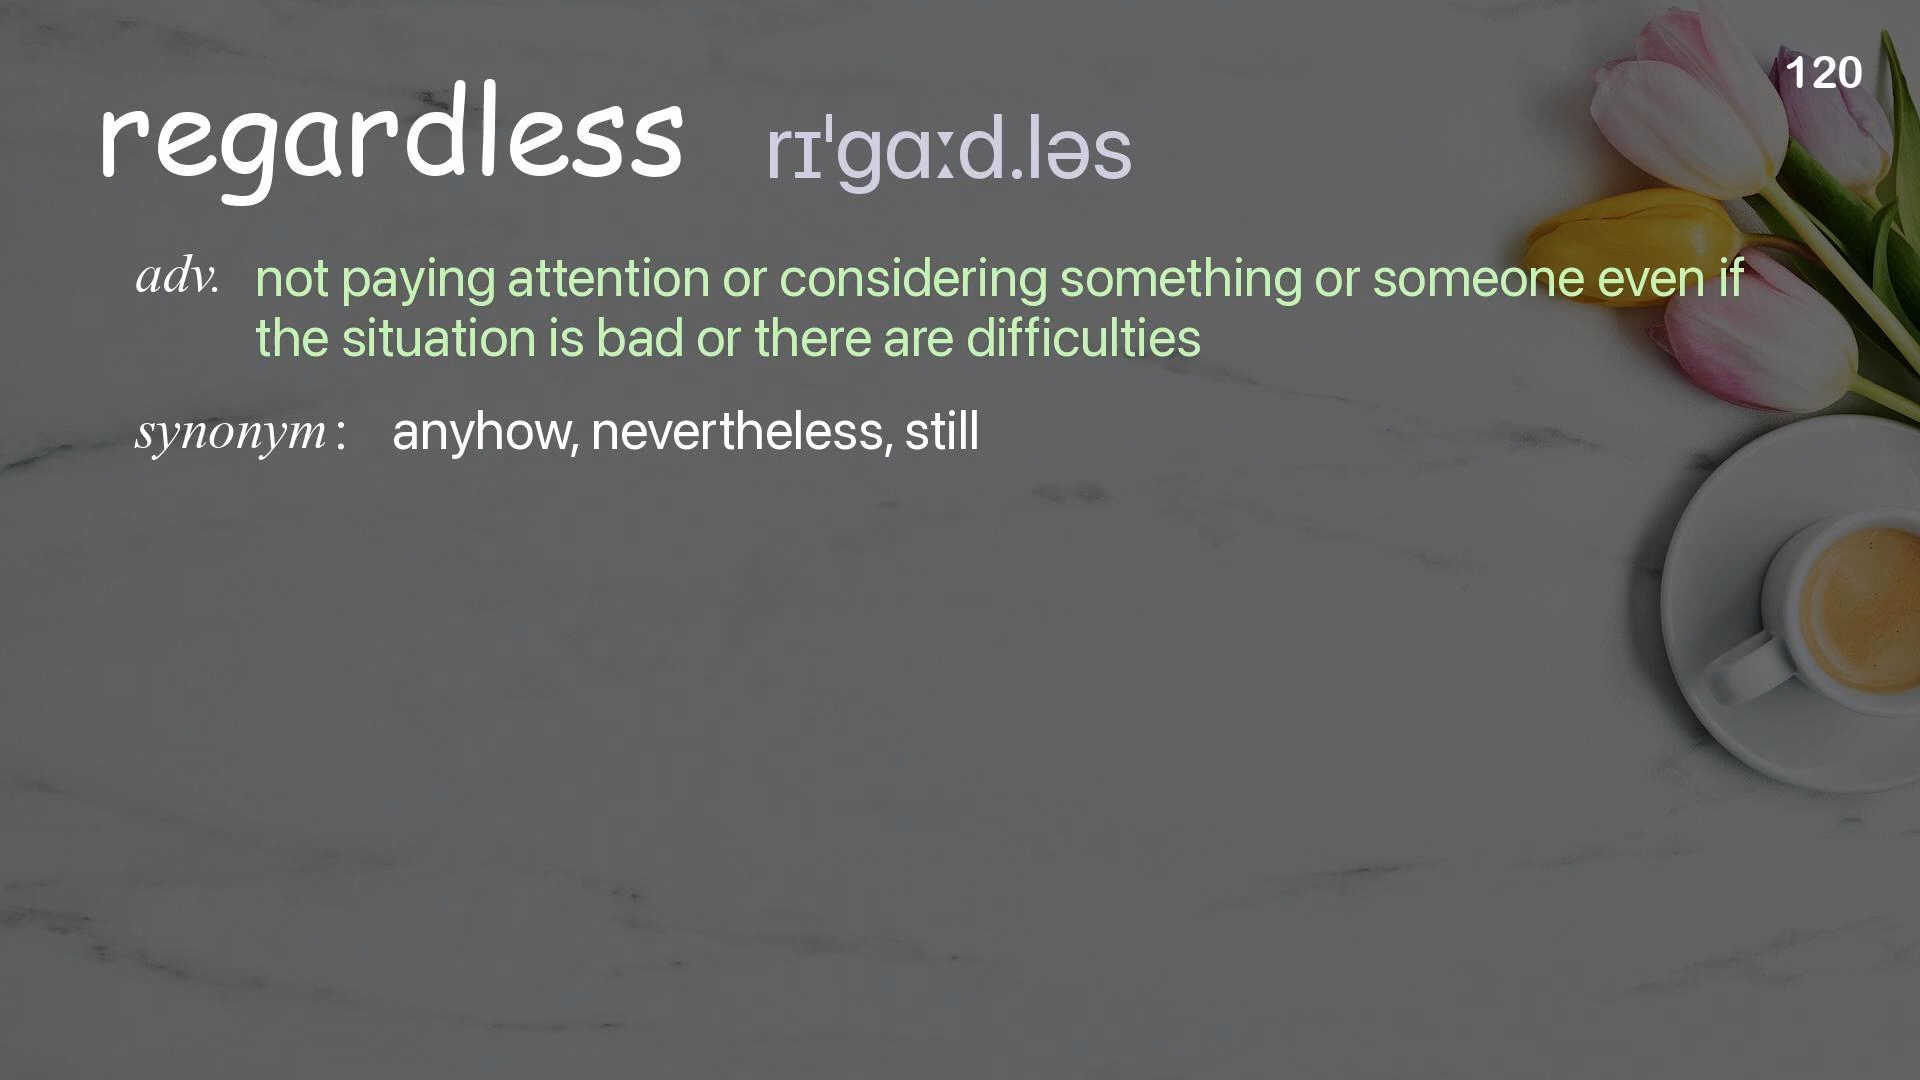 120
regardless rɪˈɡɑːd.ləs
adv. not paying attention or considering something or someone even if
the situation is bad or there are difficulties
synonym: anyhow, nevertheless, still